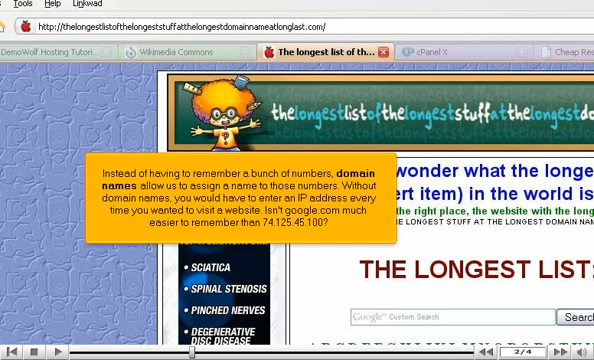 Tools Help Linkwad
http://thelongestlistofthelongeststuffatthelongestdomainnameatlonglast.com/
DemoWolf Hosting Tutori... Wikimedia Commons The longest list of th... cPanel X Cheap Res
thelongestlistofthelongeststuffatthelongestdo
wonder what the longe
ert item) in the world is
the right place, the website with the long
HE LONGEST STUFF AT THE LONGEST DOMAIN NAM
Instead of having to remember a bunch of numbers, domain
names allow us to assign a name to those numbers. Without
domain names, you would have to enter an IP address every
time you wanted to visit a website. Isn't google.com much
easier to remember than 74.125.45.100?
THE LONGEST LIST:
• SCIATICA
• SPINAL STENOSIS
• PINCHED NERVES
• DEGENERATIVE
DISC DISEASE
Google™ Custom Search
Search
2/4